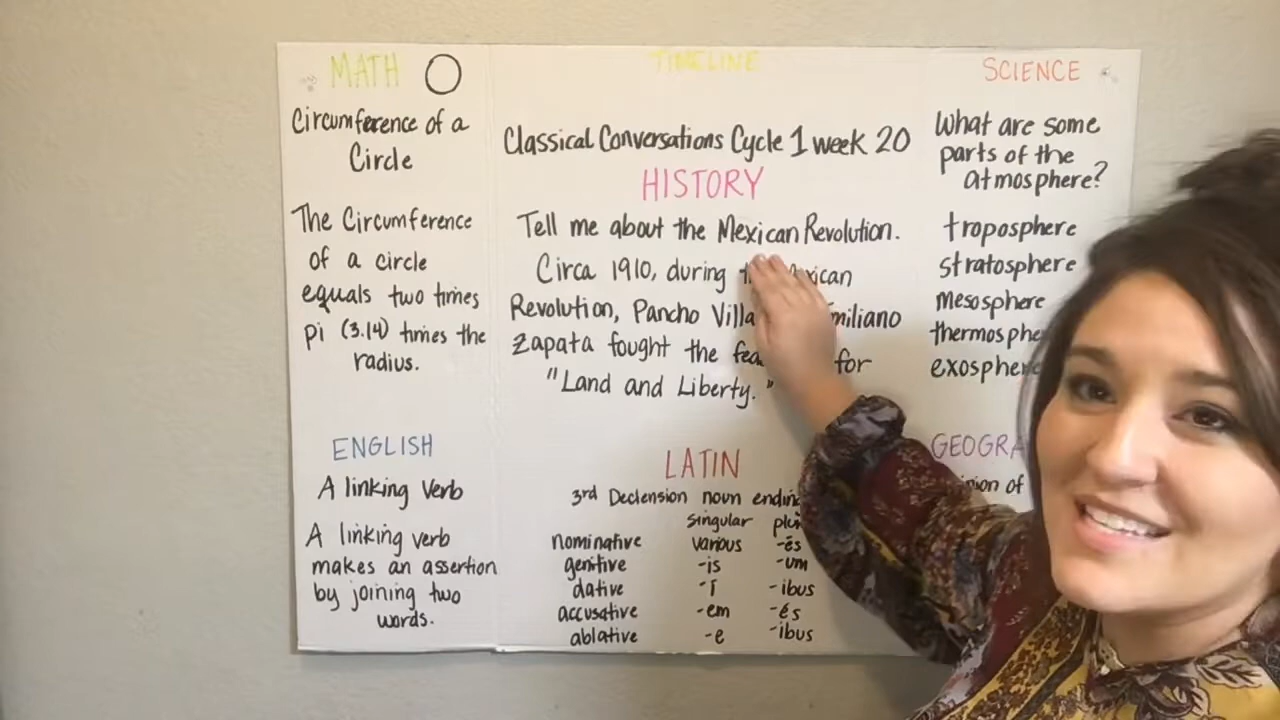 MATH
Circumference of a
Circle
The Circumference
of a circle
equals two times
pi (3.14) times the
radius.
ENGLISH
A linking verb
A linking verb
makes an assertion
by joining two
words.
TIMELINE
Classical Conversations Cycle 1 week 20
HISTORY
Tell me about the Mexican Revolution.
Circa 1910, during
Revolution, Pancho Villa
Zapata fought the for
"Land and Liberty."
LATIN
3rd Declension noun
singular
nominative various -ēs
genitive -is -um
dative -ī -ibus
accusative -em -ēs
ablative -e -ibus
SCIENCE
What are some
parts of the
atmosphere?
troposphere
stratosphere
mesosphere
of